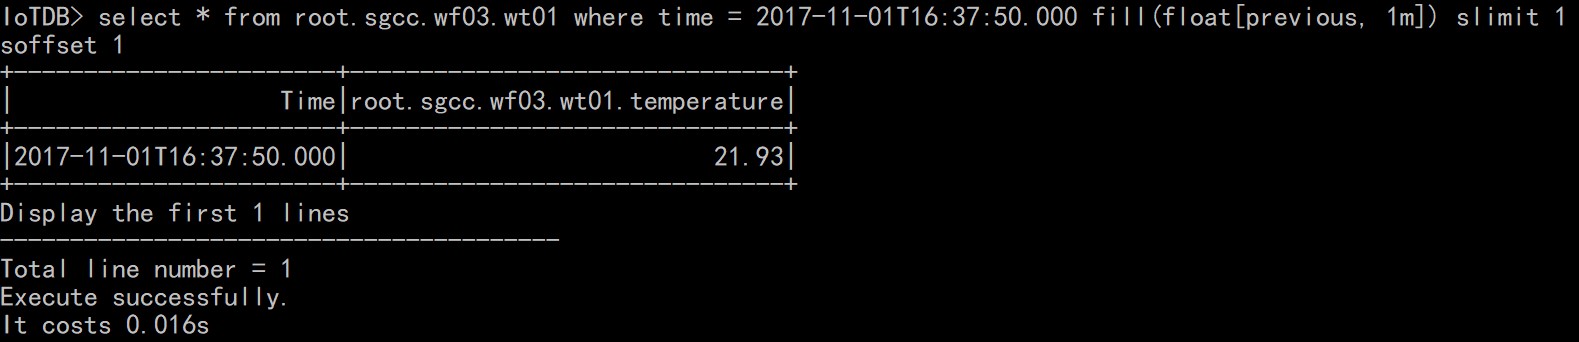 IoTDB> select * from root.sgcc.wf03.wt01 where time = 2017-11-01T16:37:50.000 fill(float[previous, 1m]) slimit 1
soffset 1
+-----------------------+-------------------------------+
|                   Time|root.sgcc.wf03.wt01.temperature|
+-----------------------+-------------------------------+
|2017-11-01T16:37:50.000|                          21.93|
+-----------------------+-------------------------------+
Display the first 1 lines
----------------------------------------
Total line number = 1
Execute successfully.
It costs 0.016s